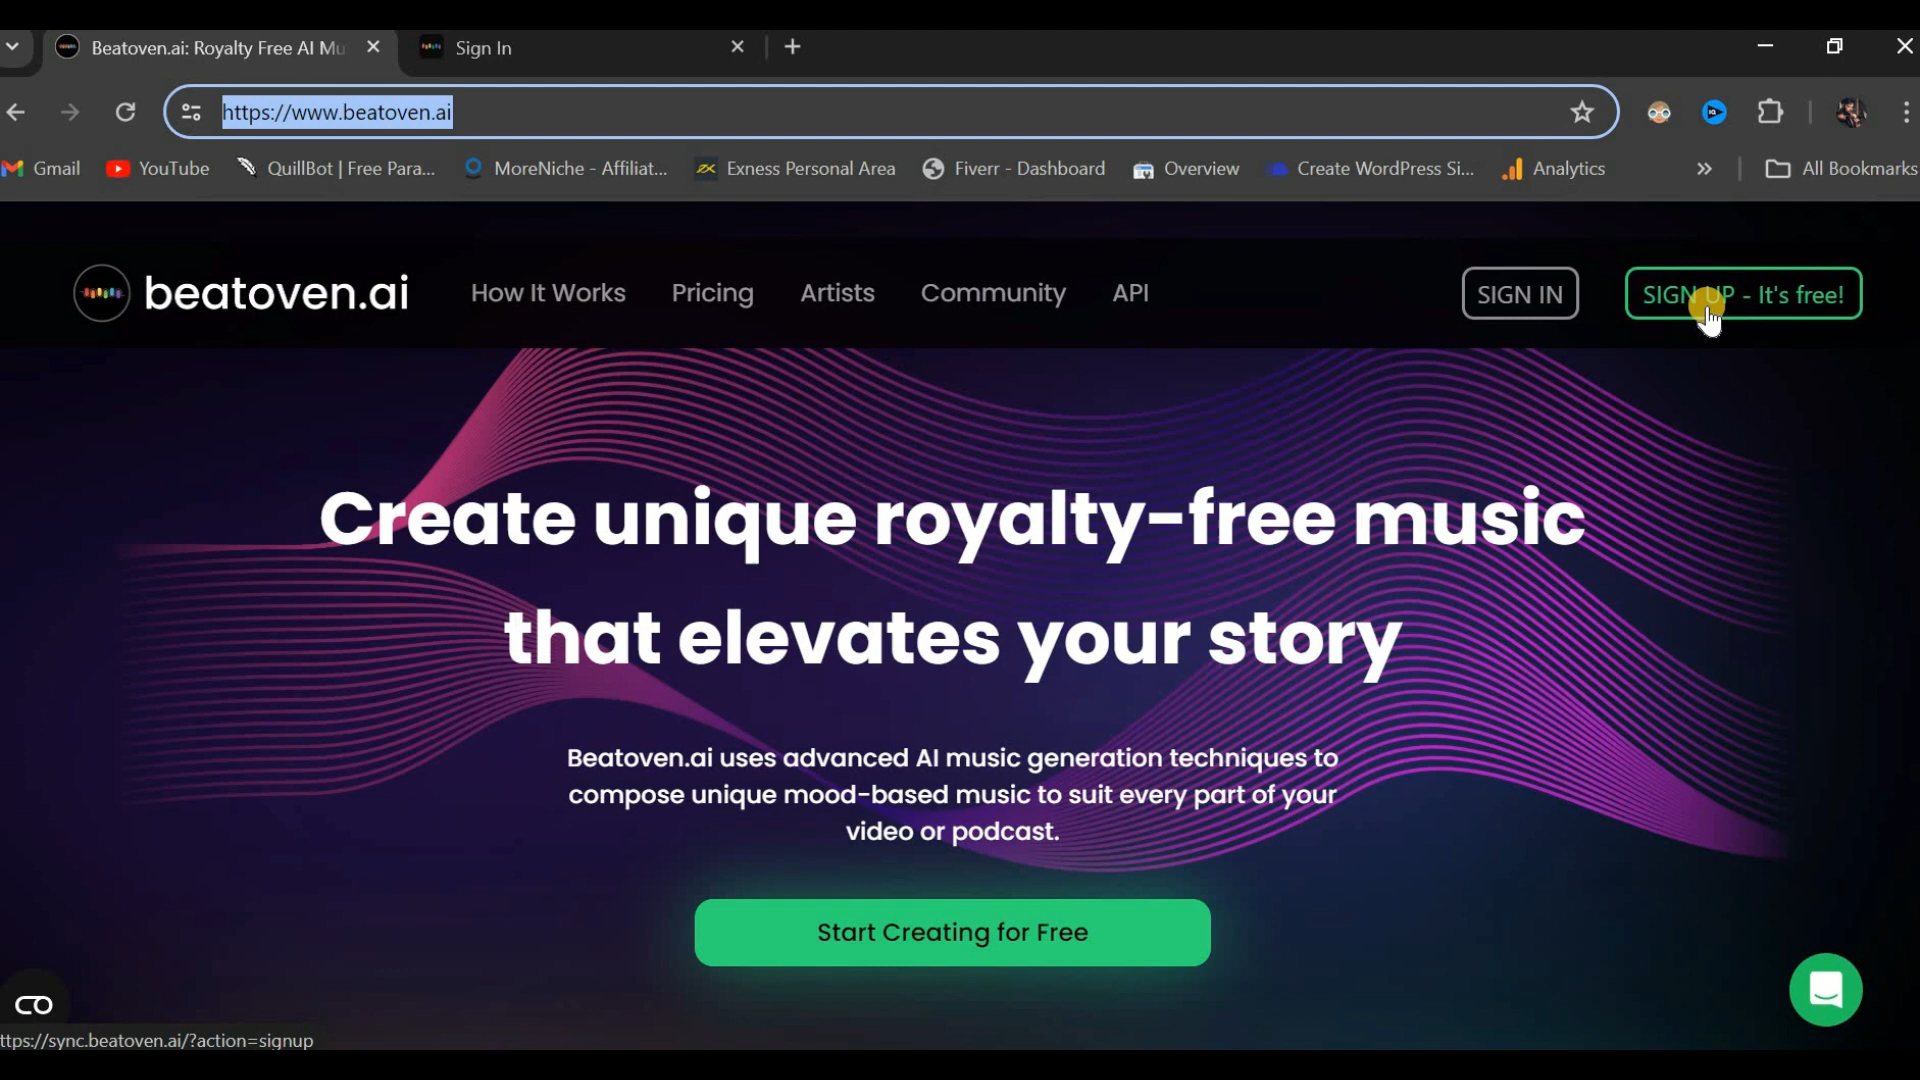 Beatoven.ai: Royalty Free AI Mu
Sign In
https://www.beatoven.ai
Gmail
YouTube
QuillBot | Free Para...
MoreNiche - Affiliat...
Exness Personal Area
Fiverr - Dashboard
Overview
Create WordPress Si...
Analytics
All Bookmarks
beatoven.ai
How It Works
Pricing
Artists
Community
API
SIGN IN
SIGN UP - It's free!
Create unique royalty-free music
that elevates your story
Beatoven.ai uses advanced AI music generation techniques to
compose unique mood-based music to suit every part of your
video or podcast.
Start Creating for Free
ttps://sync.beatoven.ai/?action=signup